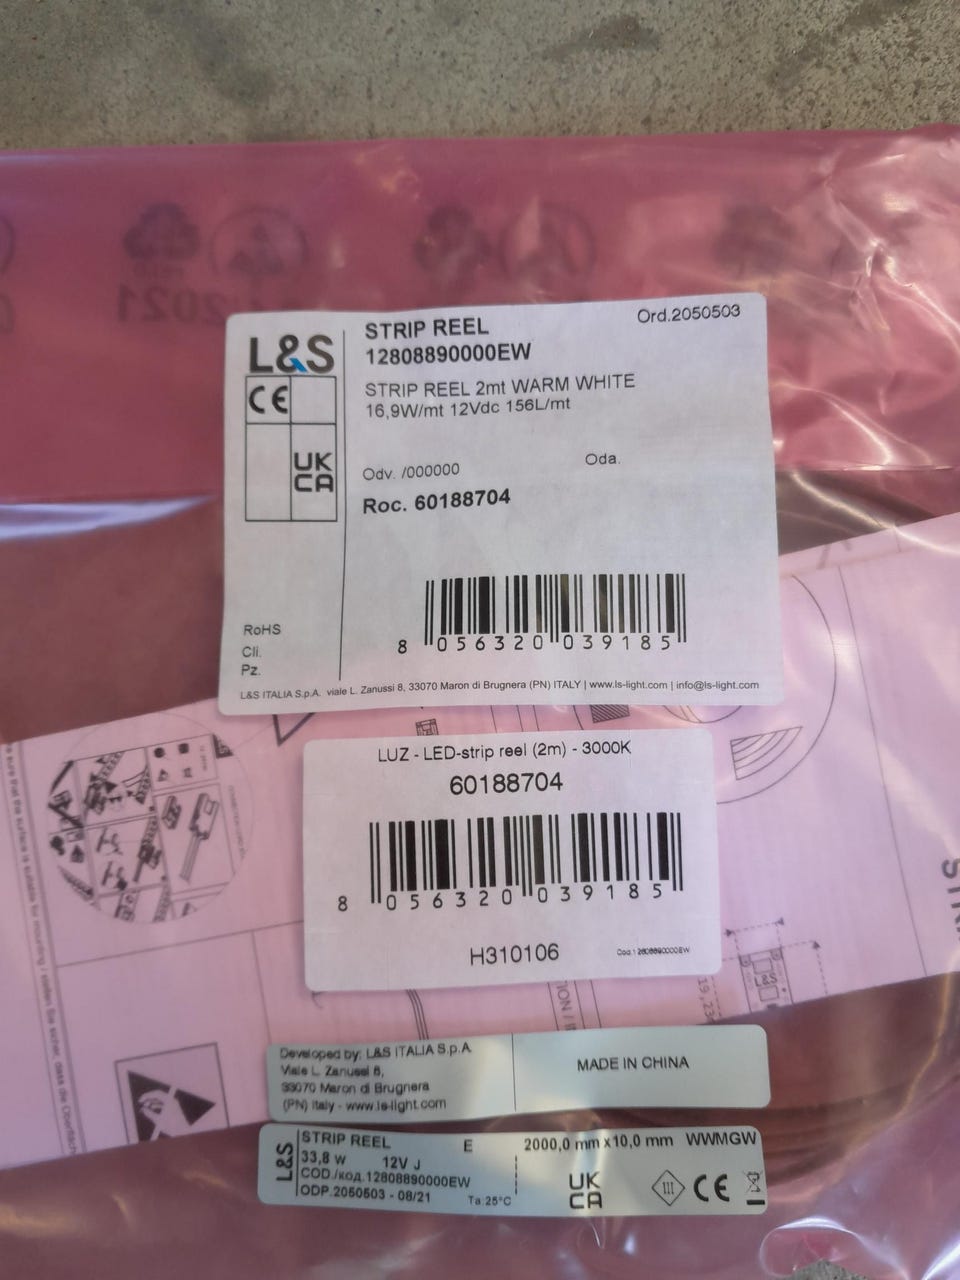 2021
L&S
CE
UK
CA
RoHS
Cli.
Pz.
STRIP REEL
12808890000EW
Ord.2050503
STRIP REEL 2mt WARM WHITE
16,9W/mt 12Vdc 156L/mt
Odv. /000000
Oda.
Roc. 60188704
8 056320 039185
L&S ITALIA S.p.A. viale L. Zanussi 8, 33070 Maron di Brugnera (PN) ITALY | www.ls-light.com | info@ls-light.com
LUZ - LED-strip reel (2m) - 3000K
60188704
8 056320 039185
H310106
Cod.12808890000EW
L&S
Developed by: L&S ITALIA S.p.A.
Viale L. Zanussi 8,
33070 Maron di Brugnera
(PN) Italy - www.ls-light.com
MADE IN CHINA
L&S
STRIP REEL
E
33,8 W
12V J
COD./код.12808890000EW
ODP.2050503 - 08/21
Ta:25°C
2000,0 mm x 10,0 mm WWMGW
UK
CA
III
CE